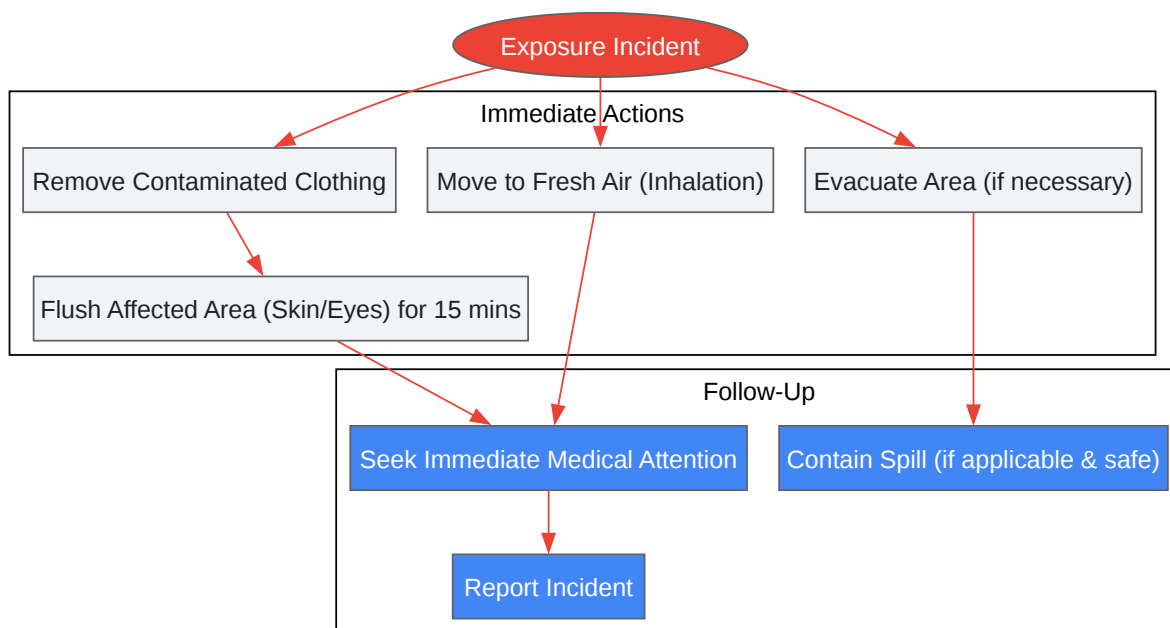 Exposure Incident
Immediate Actions
Remove Contaminated Clothing
Move to Fresh Air (Inhalation)
Evacuate Area (if necessary)
Flush Affected Area (Skin/Eyes) for 15 mins
Follow-Up
Seek Immediate Medical Attention
Contain Spill (if applicable & safe)
Report Incident